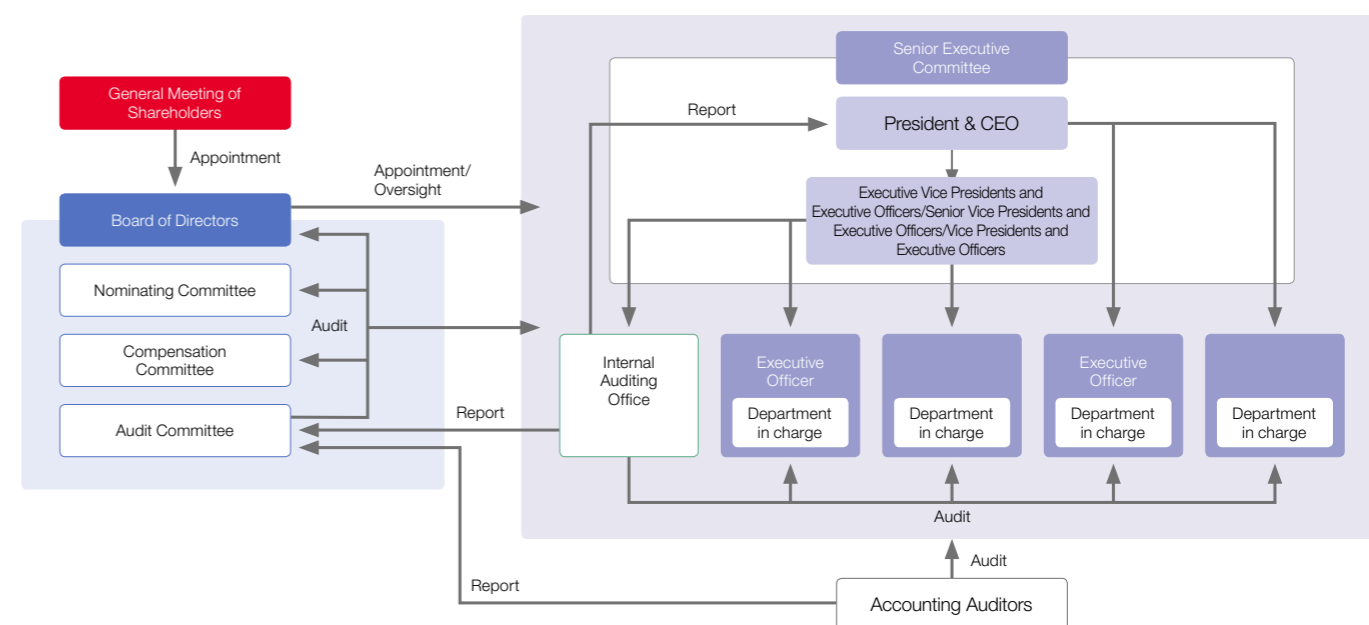 General Meeting of
Shareholders
Appointment
Board of Directors
Nominating Committee
Compensation
Committee
Audit Committee
Audit
Appointment/
Oversight
Report
Report
Senior Executive
Committee
Report
President & CEO
Executive Vice Presidents and
Executive Officers/Senior Vice Presidents and
Executive Officers/Vice Presidents and
Executive Officers
Internal
Auditing
Office
Executive
Officer
Department
in charge
Department
in charge
Executive
Officer
Department
in charge
Department
in charge
Audit
Audit
Accounting Auditors